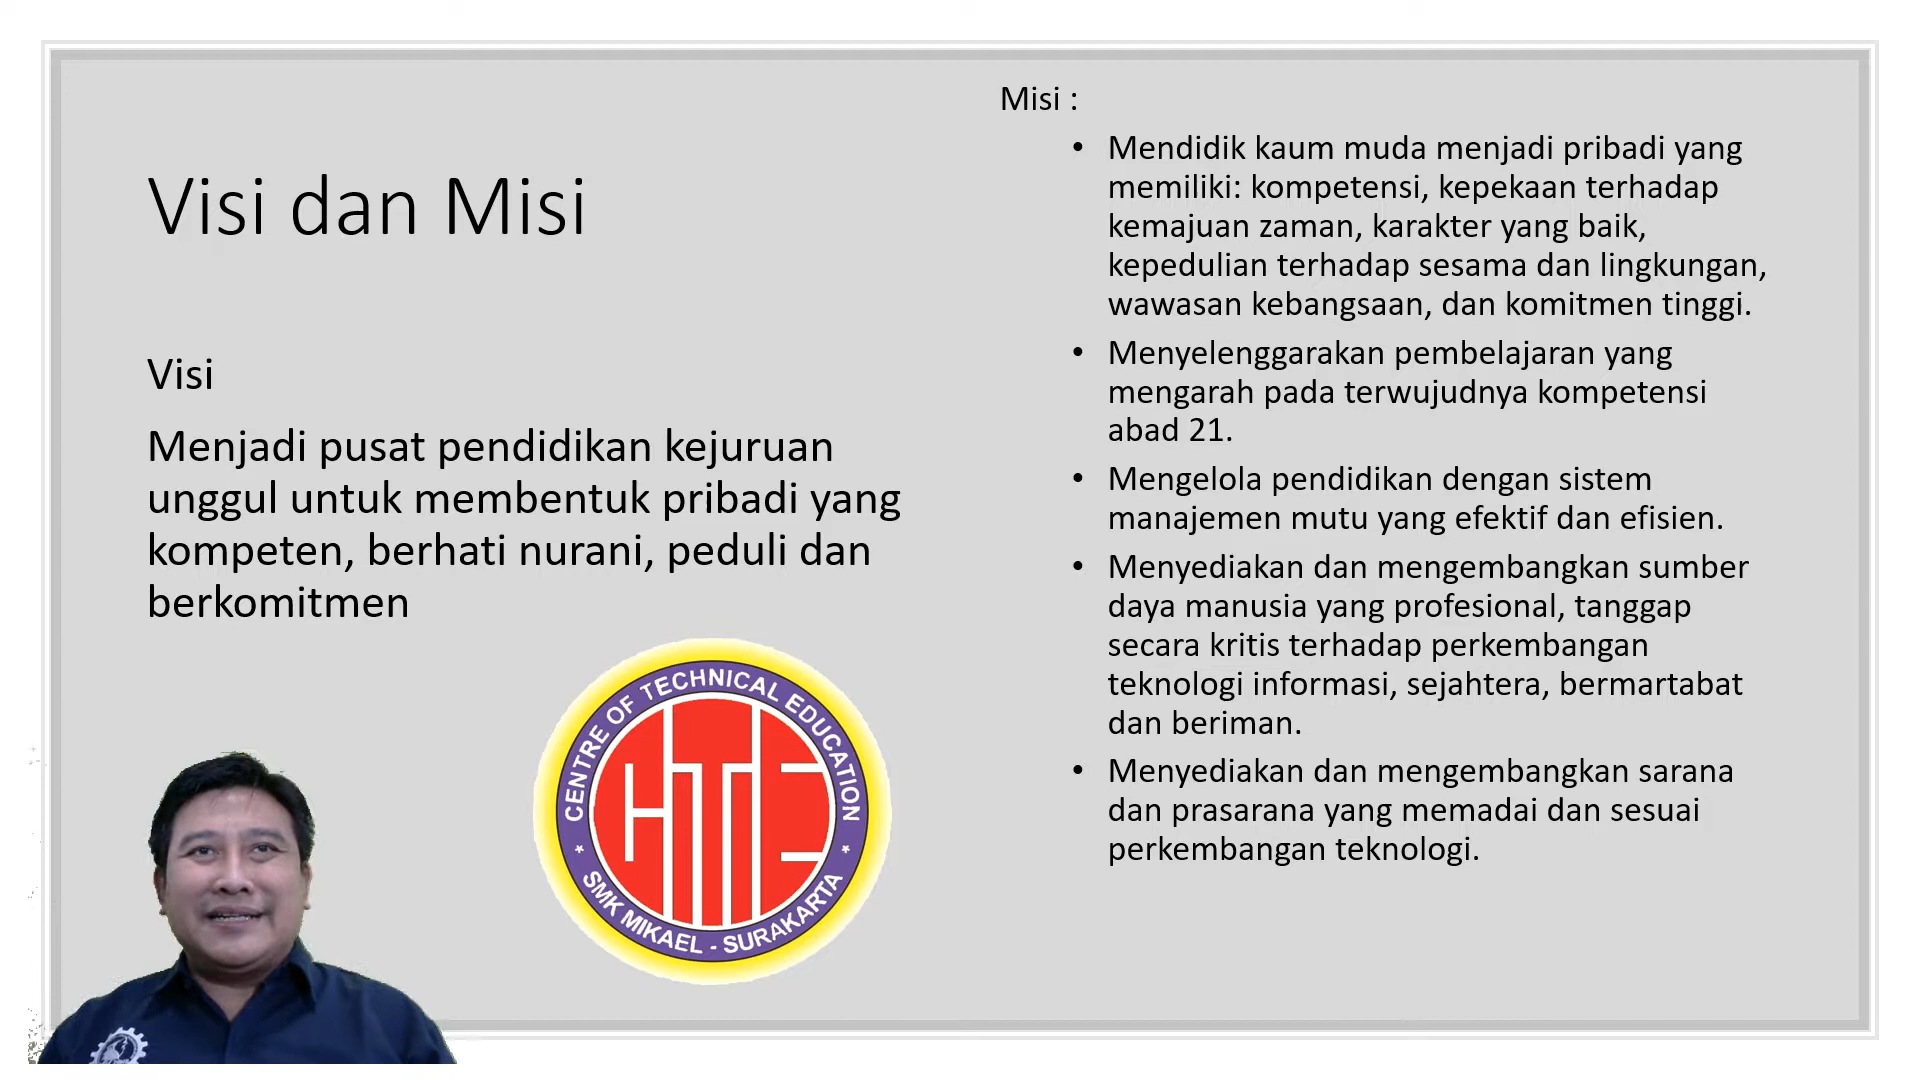 Visi dan Misi
Visi
Menjadi pusat pendidikan kejuruan
unggul untuk membentuk pribadi yang
kompeten, berhati nurani, peduli dan
berkomitmen
CENTRE OF TECHNICAL EDUCATION
CTE
* SMK MIKAEL - SURAKARTA *
Misi :
• Mendidik kaum muda menjadi pribadi yang
memiliki: kompetensi, kepekaan terhadap
kemajuan zaman, karakter yang baik,
kepedulian terhadap sesama dan lingkungan,
wawasan kebangsaan, dan komitmen tinggi.
• Menyelenggarakan pembelajaran yang
mengarah pada terwujudnya kompetensi
abad 21.
• Mengelola pendidikan dengan sistem
manajemen mutu yang efektif dan efisien.
• Menyediakan dan mengembangkan sumber
daya manusia yang profesional, tanggap
secara kritis terhadap perkembangan
teknologi informasi, sejahtera, bermartabat
dan beriman.
• Menyediakan dan mengembangkan sarana
dan prasarana yang memadai dan sesuai
perkembangan teknologi.